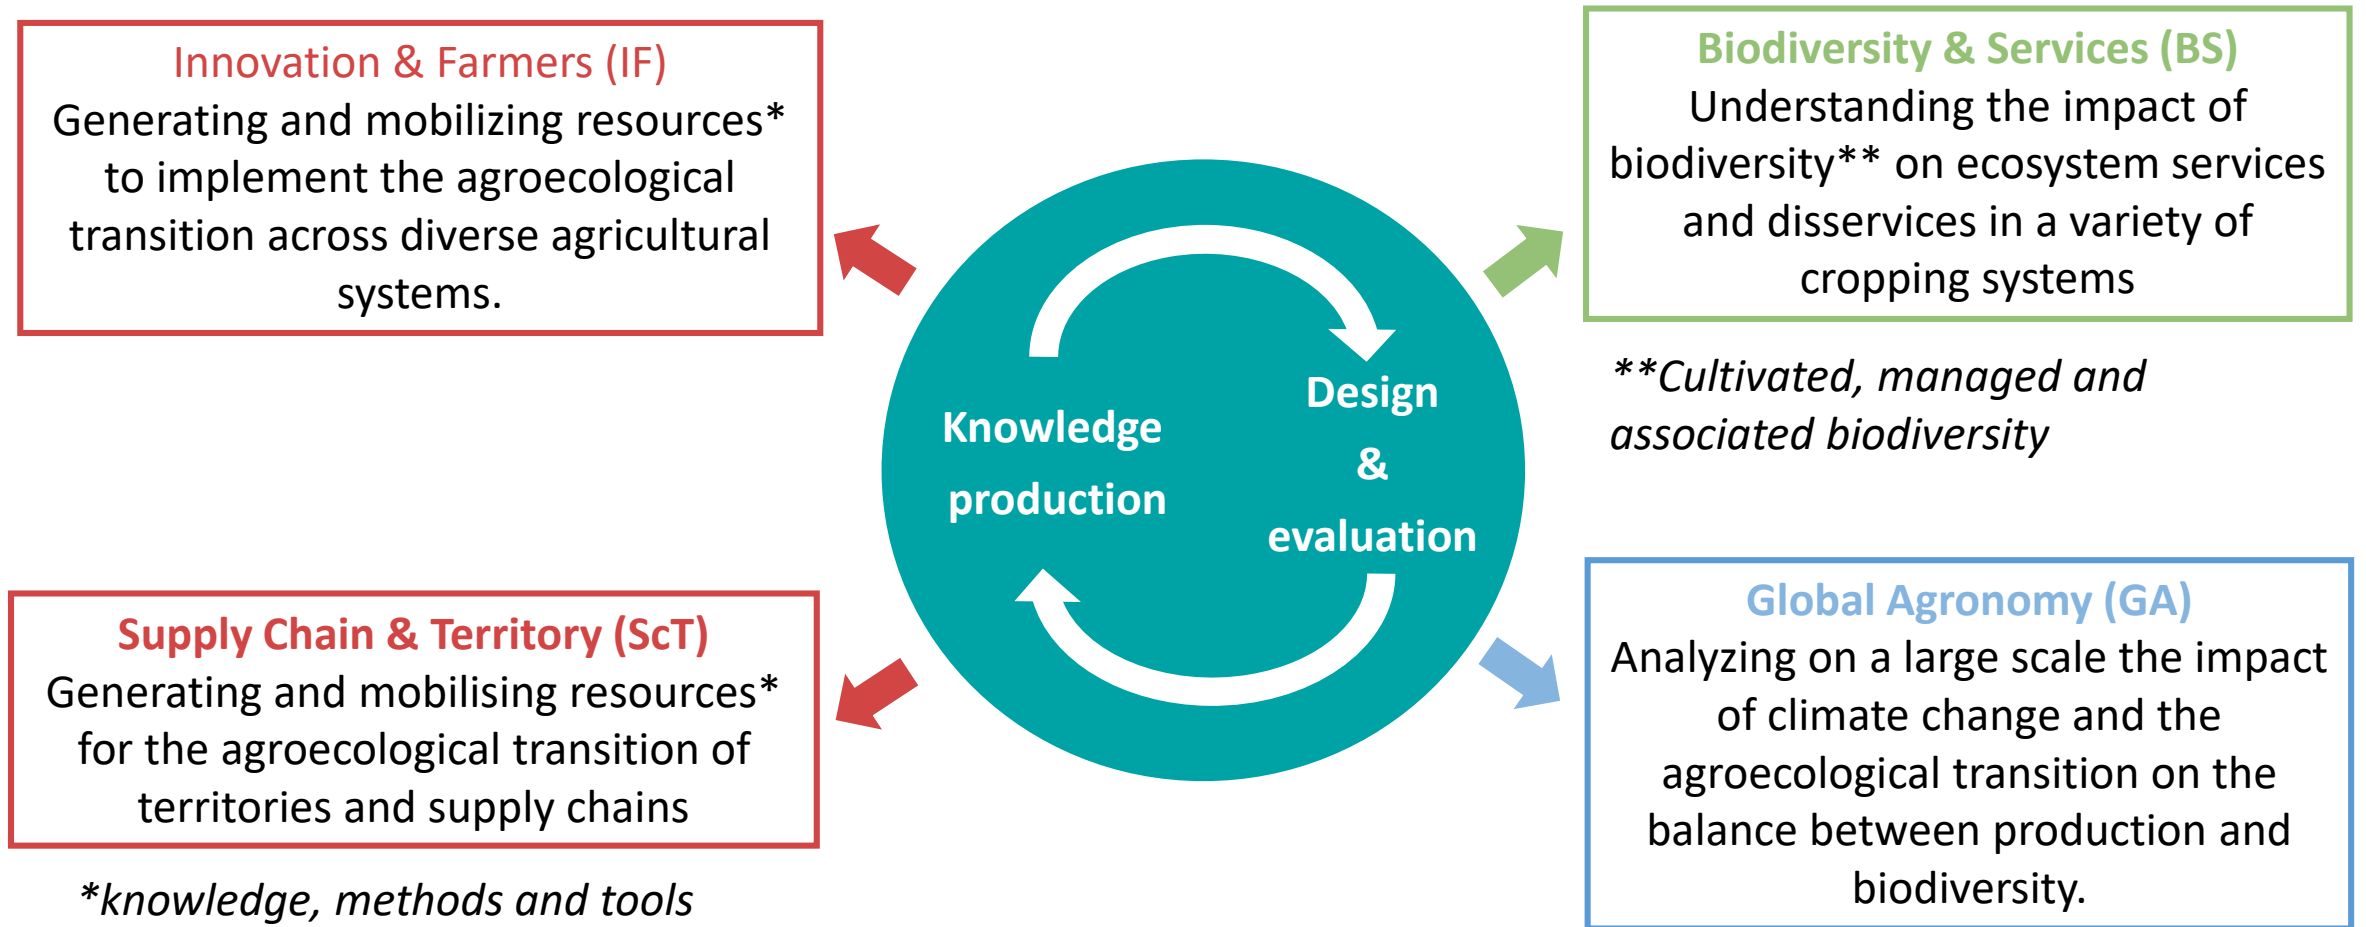 Innovation & Farmers (IF)
Generating and mobilizing resources*
to implement the agroecological
transition across diverse agricultural
systems.
Biodiversity & Services (BS)
Understanding the impact of
biodiversity** on ecosystem services
and disservices in a variety of
cropping systems
**Cultivated, managed and
associated biodiversity
Knowledge
production
Design
&
evaluation
Supply Chain & Territory (ScT)
Generating and mobilising resources*
for the agroecological transition of
territories and supply chains
*knowledge, methods and tools
Global Agronomy (GA)
Analyzing on a large scale the impact
of climate change and the
agroecological transition on the
balance between production and
biodiversity.